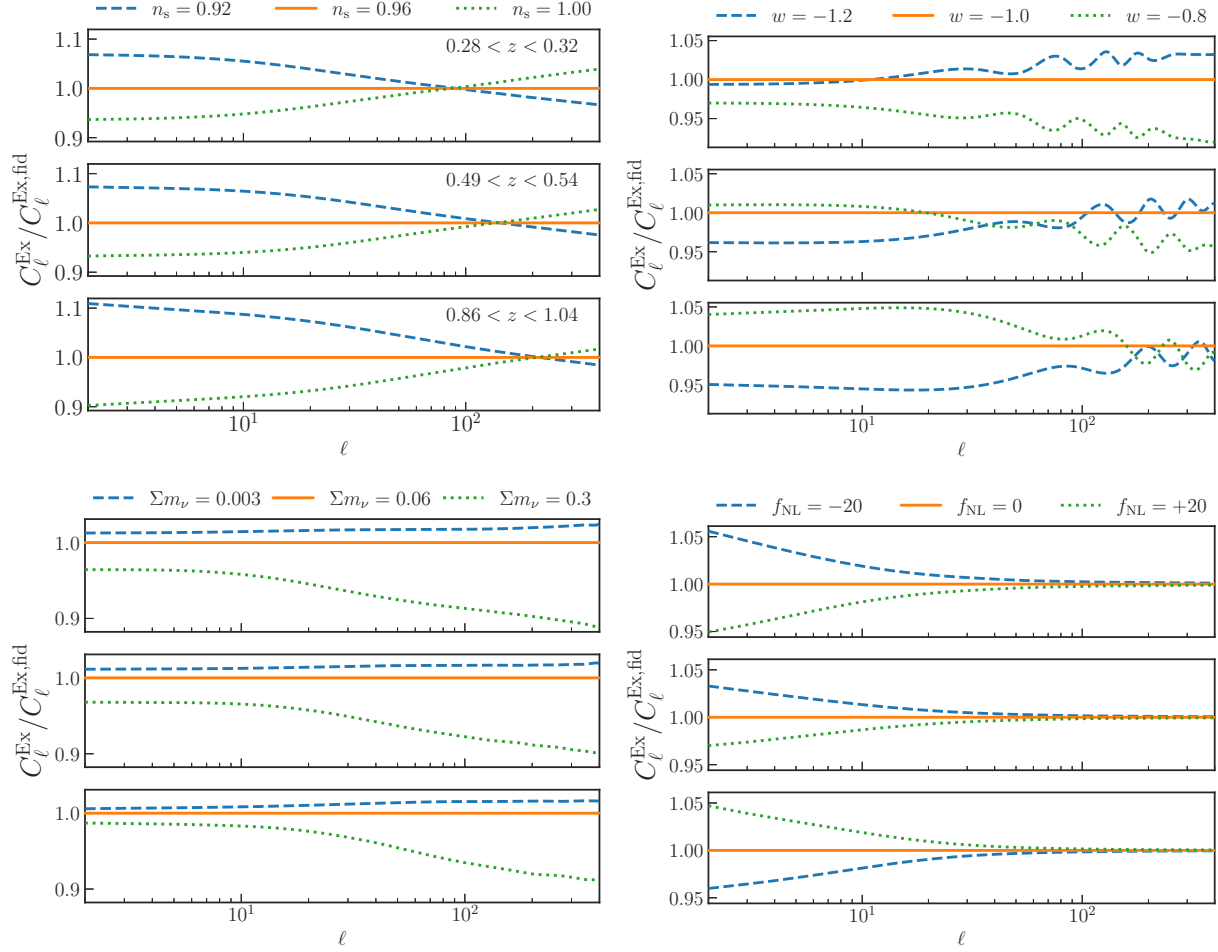 n_s = 0.92 n_s = 0.96 n_s = 1.00
1.1
1.0
0.9
0.28 < z < 0.32
1.1
1.0
0.9
0.49 < z < 0.54
1.1
1.0
0.9
0.86 < z < 1.04
C_ℓ^Ex/C_ℓ^Ex,fid
10^1 10^2
ℓ
w = −1.2 w = −1.0 w = −0.8
1.05
1.00
0.95
1.00
0.95
1.05
1.00
0.95
C_ℓ^Ex/C_ℓ^Ex,fid
10^1 10^2
ℓ
Σm_ν = 0.003 Σm_ν = 0.06 Σm_ν = 0.3
1.0
0.9
1.0
0.9
1.0
0.9
C_ℓ^Ex/C_ℓ^Ex,fid
10^1 10^2
ℓ
f_NL = −20 f_NL = 0 f_NL = +20
1.05
1.00
0.95
1.05
1.00
0.95
1.05
1.00
0.95
C_ℓ^Ex/C_ℓ^Ex,fid
10^1 10^2
ℓ